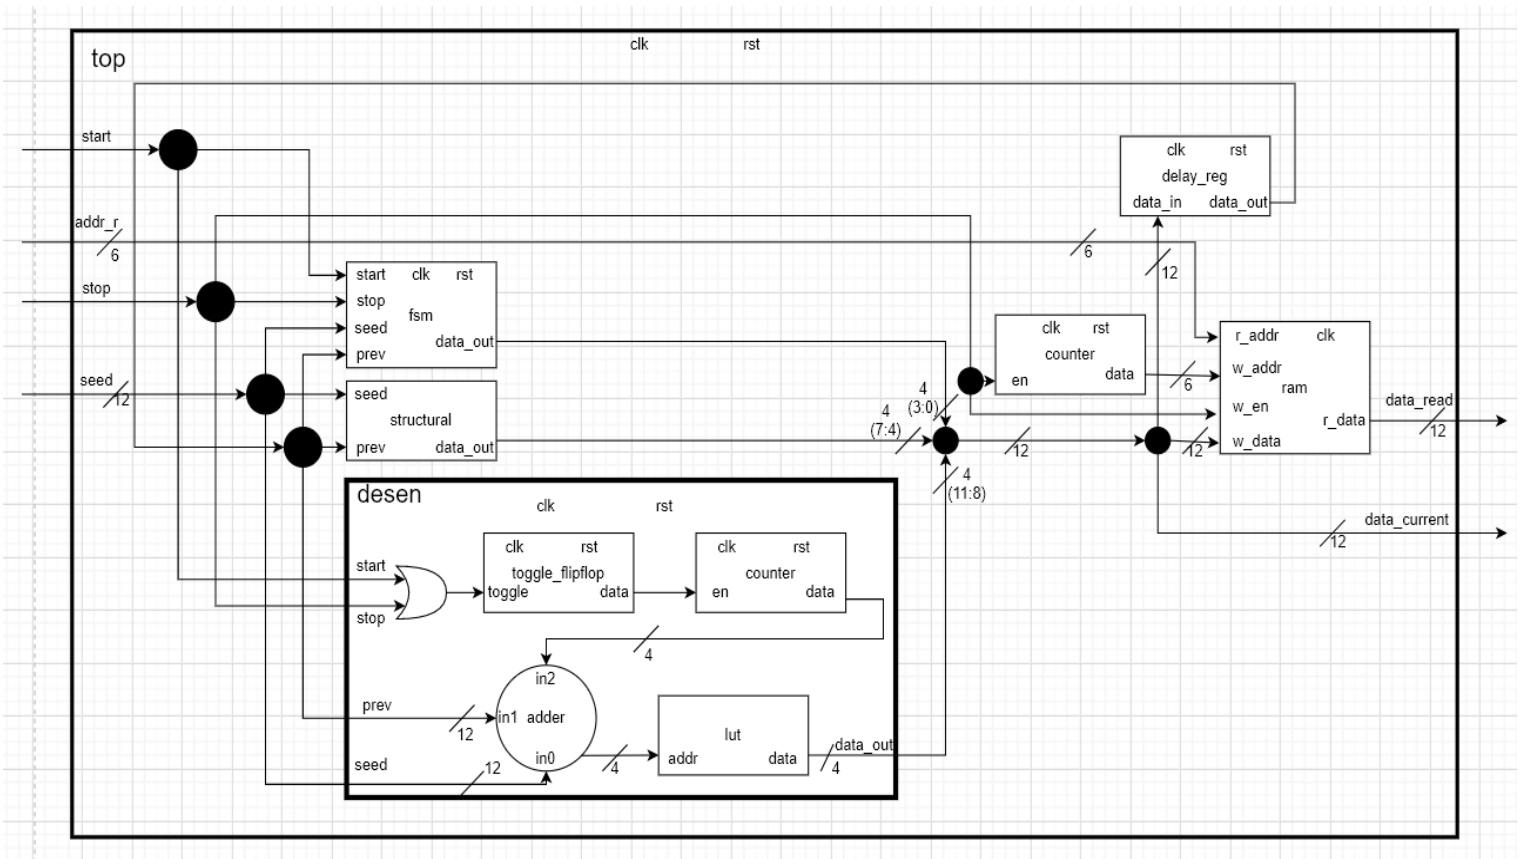 clk rst
top
start
addr_r
6
stop
seed
12
start clk rst
stop
fsm
seed
data_out
prev
seed
structural
prev data_out
clk rst
delay_reg
data_in data_out
6
12
clk rst
counter
data
en
6
r_addr clk
w_addr
ram
w_en
r_data
w_data
data_read
12
4
(3:0)
4
(7:4)
12
12
4
(11:8)
data_current
12
desen
clk rst
start
stop
clk rst
toggle_flipflop
toggle data
clk rst
counter
en data
4
in2
prev
12
in1 adder
in0
seed
12
4
lut
addr data
data_out
4